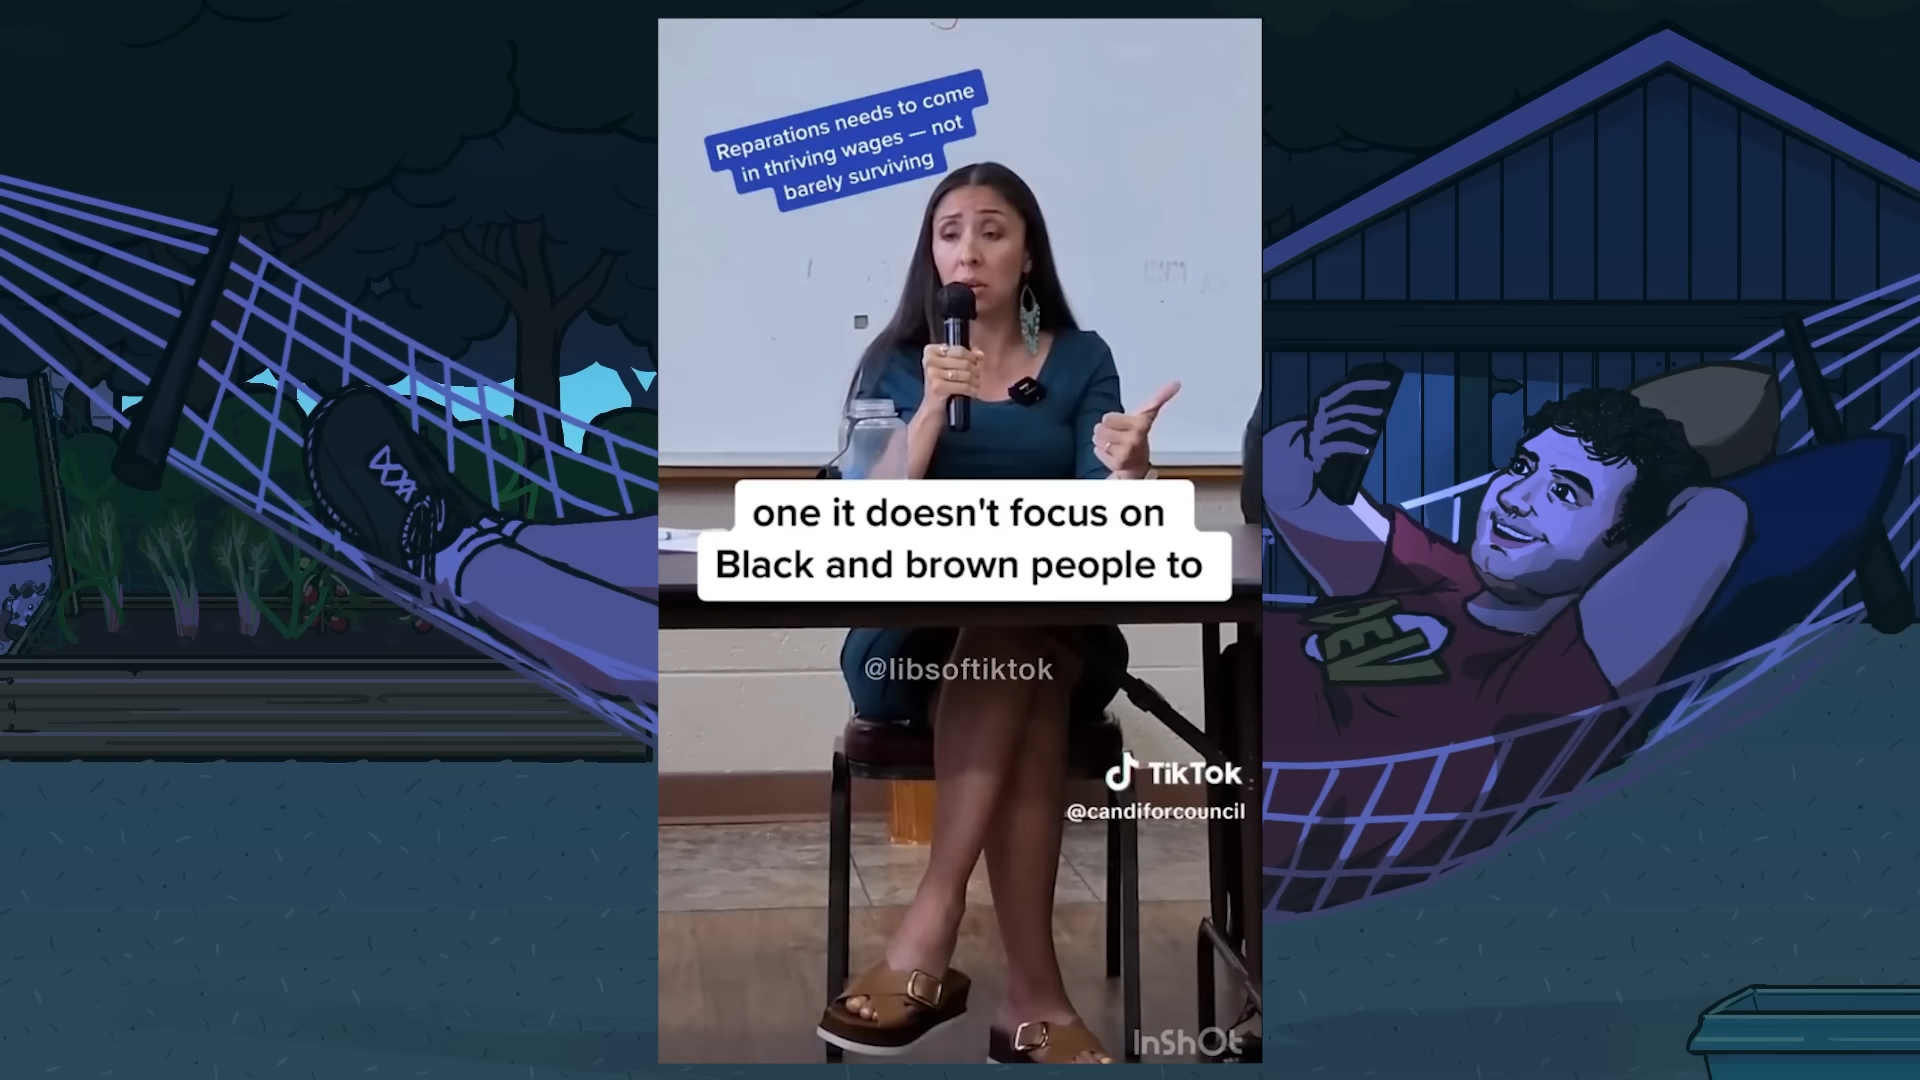 Reparations needs to come
in thriving wages — not
barely surviving
one it doesn't focus on
Black and brown people to
@libsoftiktok
TikTok
@candiforcouncil
InShOt